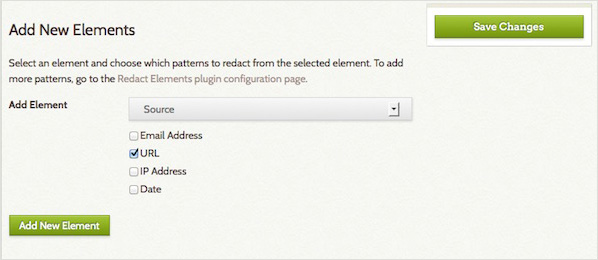 Add New Elements
Save Changes
Select an element and choose which patterns to redact from the selected element. To add
more patterns, go to the Redact Elements plugin configuration page.
Add Element
Source
Email Address
URL
IP Address
Date
Add New Element